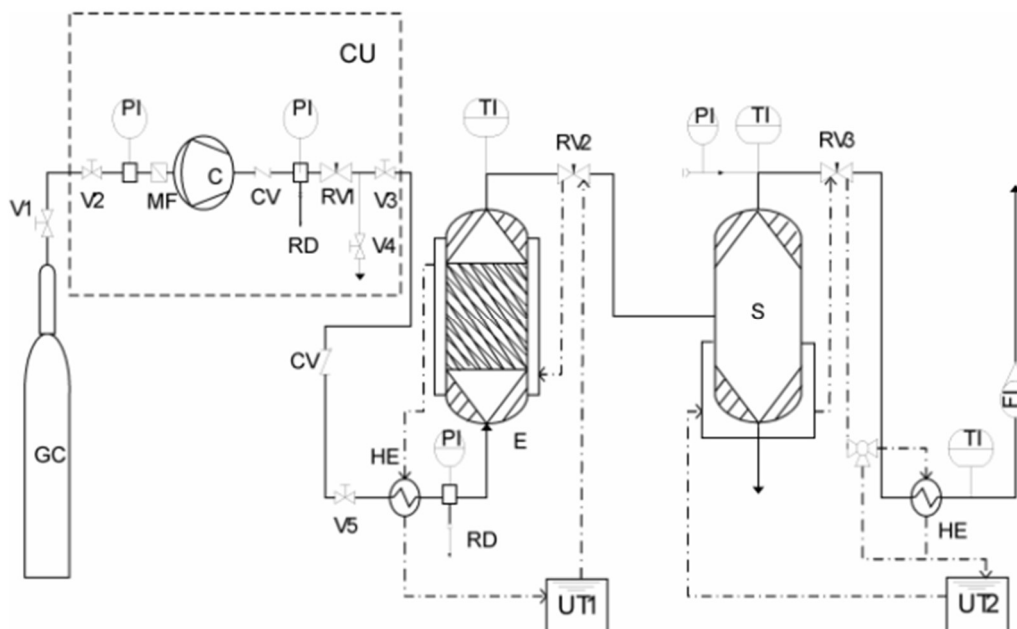 CU
PI
PI
TI
PI
TI
RV2
RV3
C
V1
V2
MF
CV
RV1
V3
RD
V4
S
CV
GC
HE
PI
E
FI
TI
V5
RD
HE
UT1
UT2